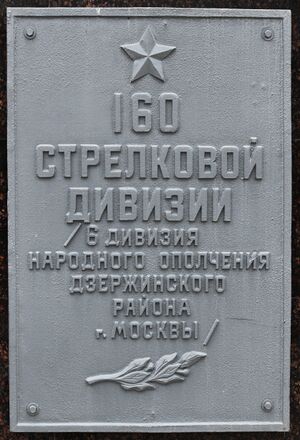 160
СТРЕЛКОВОЙ
ДИВИЗИИ
/6 ДИВИЗИЯ
НАРОДНОГО ОПОЛЧЕНИЯ
ДЗЕРЖИНСКОГО
РАЙОНА
г. МОСКВЫ/